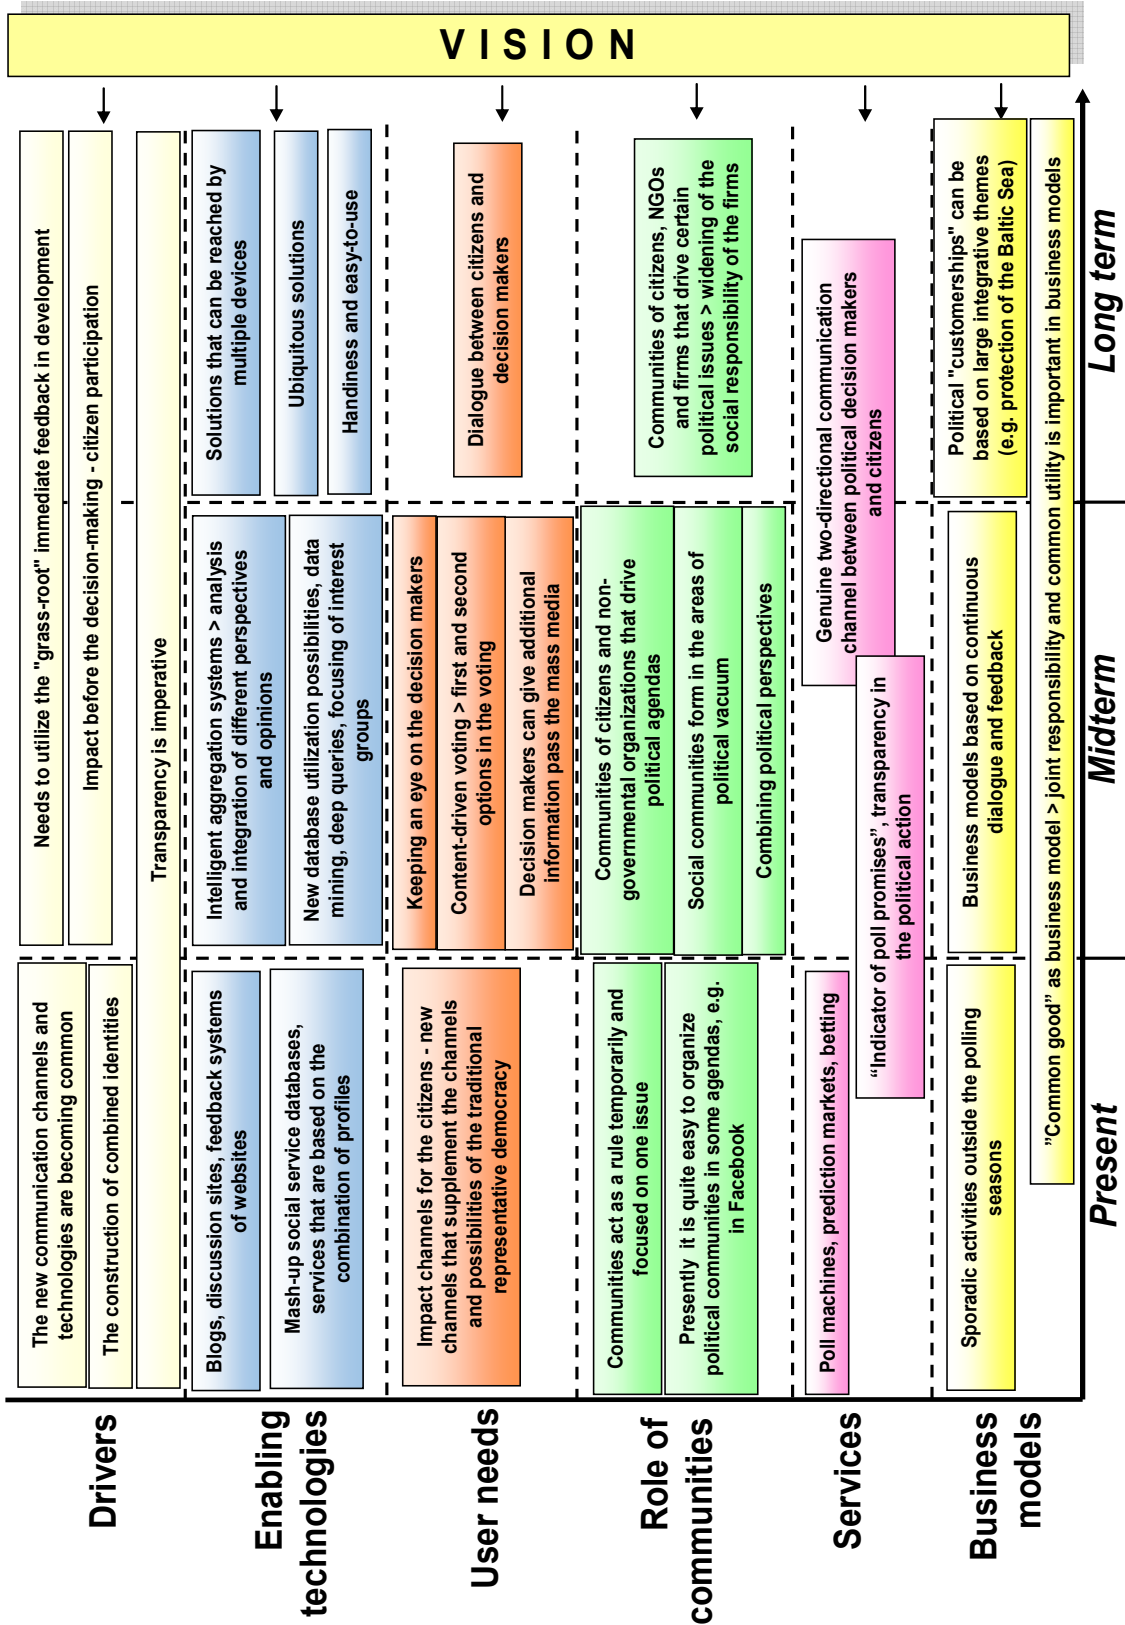 VISION
Drivers
The new communication channels and
technologies are becoming common
The construction of combined identities
Needs to utilize the "grass-root" immediate feedback in development
Impact before the decision-making - citizen participation
Transparency is imperative
Enabling
technologies
Blogs, discussion sites, feedback systems
of websites
Mash-up social service databases,
services that are based on the
combination of profiles
Intelligent aggregation systems > analysis
and integration of different perspectives
and opinions
New database utilization possibilities, data
mining, deep queries, focusing of interest
groups
Solutions that can be reached by
multiple devices
Ubiquitous solutions
Handiness and easy-to-use
User needs
Impact channels for the citizens - new
channels that supplement the channels
and possibilities of the traditional
representative democracy
Keeping an eye on the decision makers
Content-driven voting > first and second
options in the voting
Decision makers can give additional
information pass the mass media
Dialogue between citizens and
decision makers
Role of
communities
Communities act as a rule temporarily and
focused on one issue
Presently it is quite easy to organize
political communities in some agendas, e.g.
in Facebook
Communities of citizens and non-
governmental organizations that drive
political agendas
Social communities form in the areas of
political vacuum
Combining political perspectives
Communities of citizens, NGOs
and firms that drive certain
political issues > widening of the
social responsibility of the firms
Services
Poll machines, prediction markets, betting
“Indicator of poll promises”, transparency in
the political action
Genuine two-directional communication
channel between political decision makers
and citizens
Business
models
Sporadic activities outside the polling
seasons
Business models based on continuous
dialogue and feedback
Political "customerships" can be
based on large integrative themes
(e.g. protection of the Baltic Sea)
”Common good” as business model > joint responsibility and common utility is important in business models
Present
Midterm
Long term